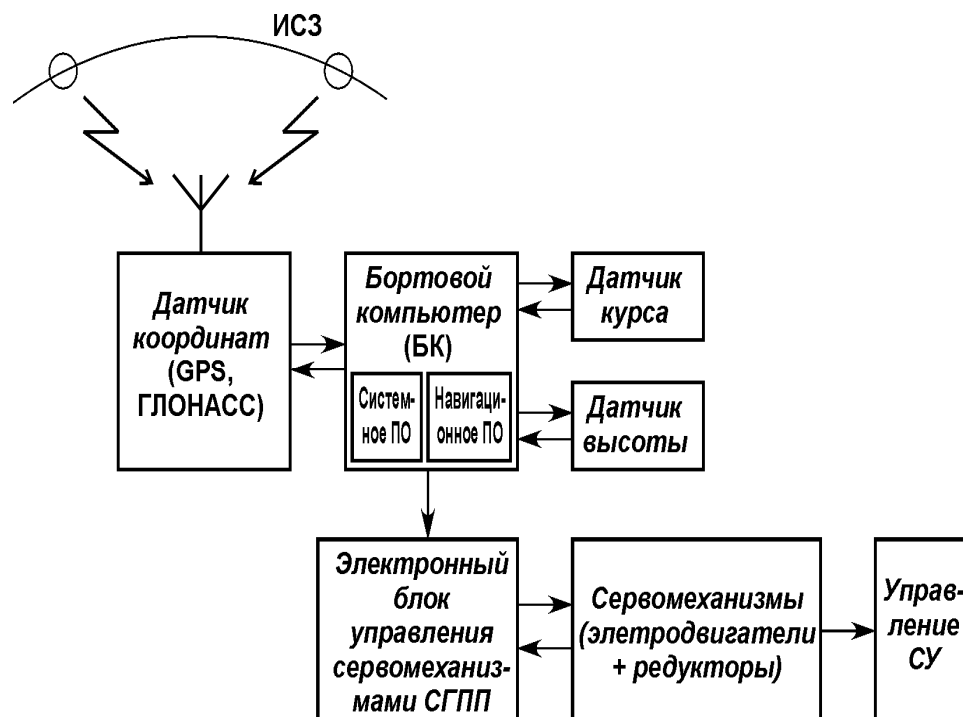 ИСЗ
Датчик
координат
(GPS,
ГЛОНАСС)
Бортовой
компьютер
(БК)
Систем-
ное ПО
Навигаци-
онное ПО
Датчик
курса
Датчик
высоты
Электронный
блок
управления
сервомеханиз-
мами СГПП
Сервомеханизмы
(элетродвигатели
+ редукторы)
Управ-
ление
СУ